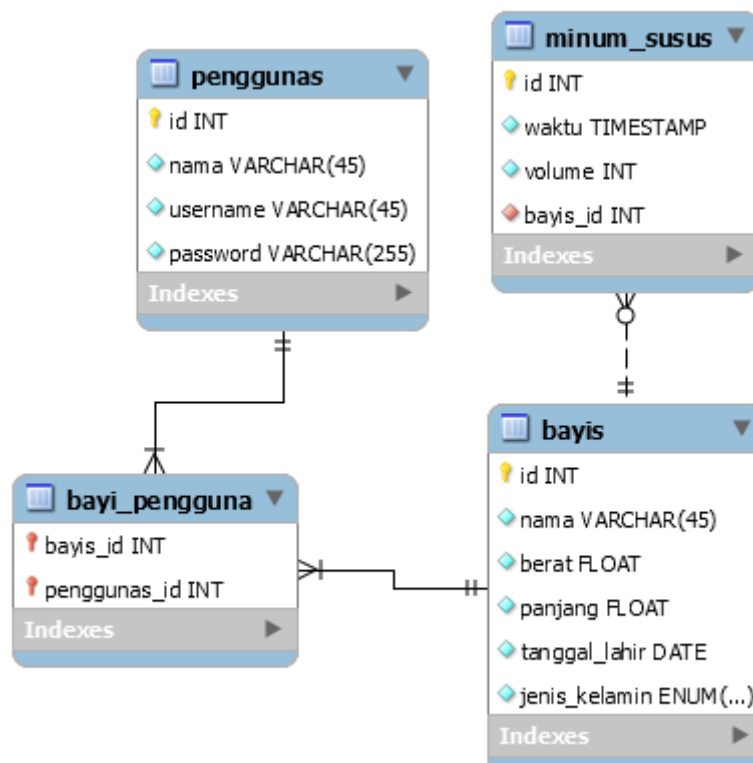 penggunas
id INT
nama VARCHAR(45)
username VARCHAR(45)
password VARCHAR(255)
Indexes
minum_susus
id INT
waktu TIMESTAMP
volume INT
bayis_id INT
Indexes
bayi_pengguna
bayis_id INT
penggunas_id INT
Indexes
bayis
id INT
nama VARCHAR(45)
berat FLOAT
panjang FLOAT
tanggal_lahir DATE
jenis_kelamin ENUM(...)
Indexes